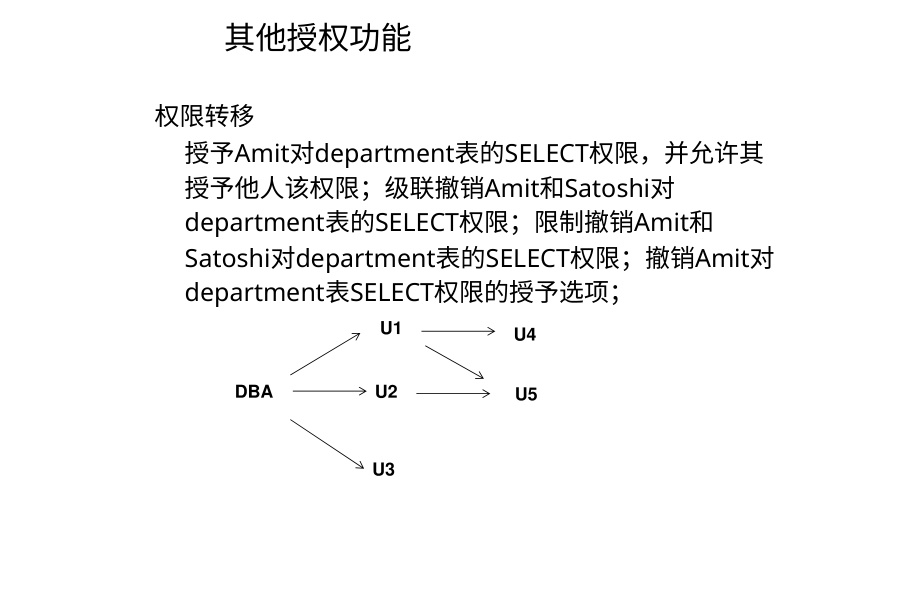 其他授权功能
权限转移
授予Amit对department表的SELECT权限，并允许其
授予他人该权限；级联撤销Amit和Satoshi对
department表的SELECT权限；限制撤销Amit和
Satoshi对department表的SELECT权限；撤销Amit对
department表SELECT权限的授予选项；
U1
U4
DBA
U2
U5
U3